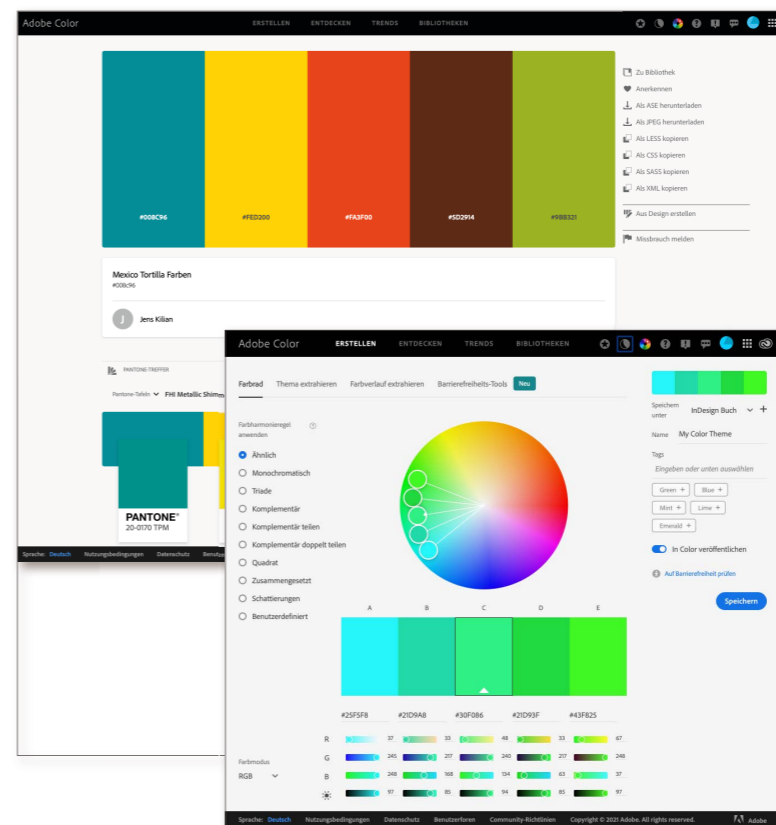 Adobe Color ERSTELLEN ENTDECKEN TRENDS BIBLIOTHEKEN
Zu Bibliothek
Anerkennen
Als ASE herunterladen
Als JPEG herunterladen
Als LESS kopieren
Als CSS kopieren
Als SASS kopieren
Als XML kopieren
Aus Design erstellen
Missbrauch melden
#008C96 #FED200 #FA3F00 #5D2914 #9BB321
Mexico Tortilla Farben
#008c96
J Jens Kilian
PANTONE-TREFFER
Pantone-Tafeln FHI Metallic Shimm
PANTONE®
20-0170 TPM
Sprache: Deutsch Nutzungsbedingungen Datenschutz
Adobe Color ERSTELLEN ENTDECKEN TRENDS BIBLIOTHEKEN
Farbrad Thema extrahieren Farbverlauf extrahieren Barrierefreiheits-Tools Neu
Farbharmonieregel
anwenden
Ähnlich
Monochromatisch
Triade
Komplementär
Komplementär teilen
Komplementär doppelt teilen
Quadrat
Zusammengesetzt
Schattierungen
Benutzerdefiniert
A B C D E
#25F5F8 #21D9A8 #30F086 #21D93F #43F825
R 37 33 48 33 67
G 245 217 240 217 248
B 248 168 134 63 37
97 85 94 85 97
Farbmodus
RGB
Speichern
unter
InDesign Buch
Name My Color Theme
Tags
Eingeben oder unten auswählen
Green + Blue +
Mint + Lime +
Emerald +
In Color veröffentlichen
Auf Barrierefreiheit prüfen
Speichern
Sprache: Deutsch Nutzungsbedingungen Datenschutz Benutzerforen Community-Richtlinien Copyright © 2021 Adobe. All rights reserved. Adobe